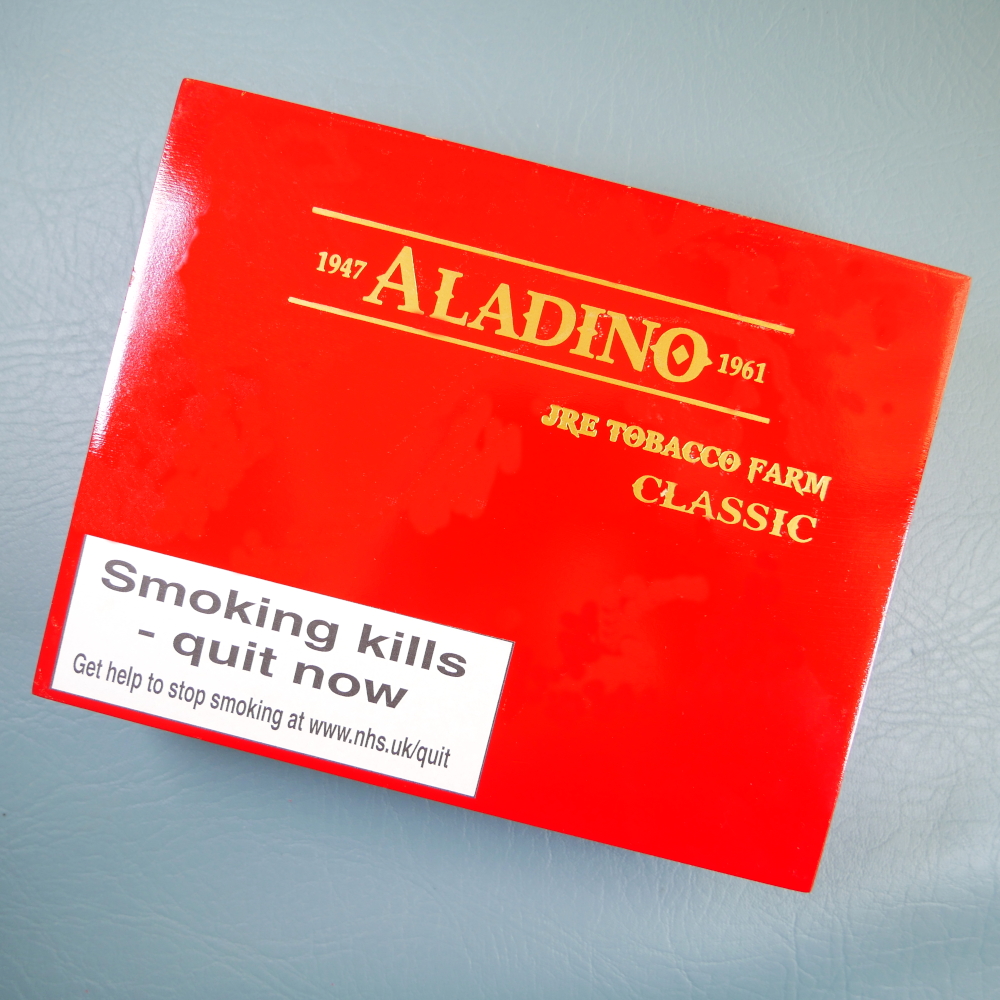 1947 ALADINO 1961
JRE TOBACCO FARM
CLASSIC
Smoking kills
- quit now
Get help to stop smoking at www.nhs.uk/quit